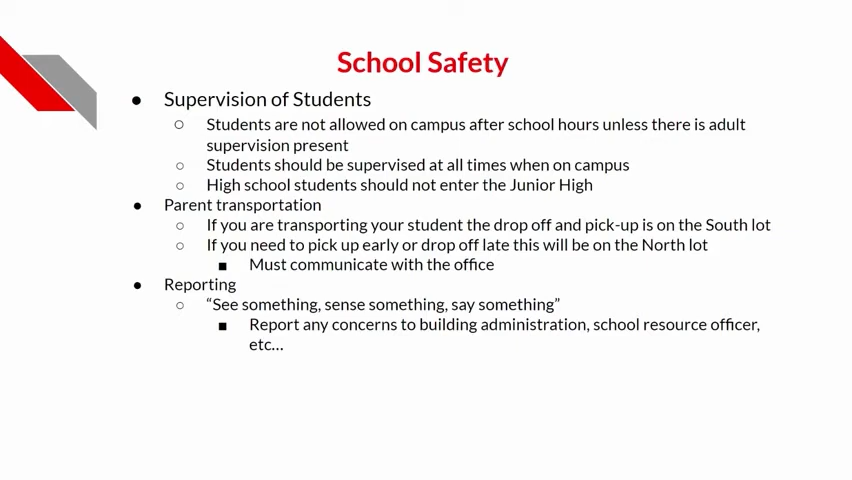 School Safety
● Supervision of Students
○ Students are not allowed on campus after school hours unless there is adult
supervision present
○ Students should be supervised at all times when on campus
○ High school students should not enter the Junior High
● Parent transportation
○ If you are transporting your student the drop off and pick-up is on the South lot
○ If you need to pick up early or drop off late this will be on the North lot
■ Must communicate with the office
● Reporting
○ “See something, sense something, say something”
■ Report any concerns to building administration, school resource officer,
etc...